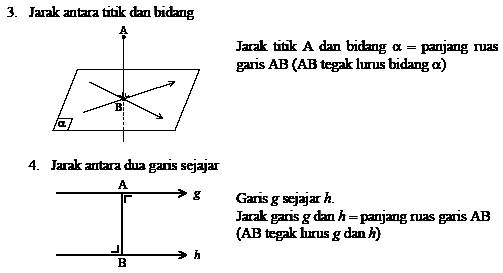 3. Jarak antara titik dan bidang
A
Jarak titik A dan bidang α = panjang ruas
garis AB (AB tegak lurus bidang α)
B
α
4. Jarak antara dua garis sejajar
A
g
Garis g sejajar h.
Jarak garis g dan h = panjang ruas garis AB
(AB tegak lurus g dan h)
B
h